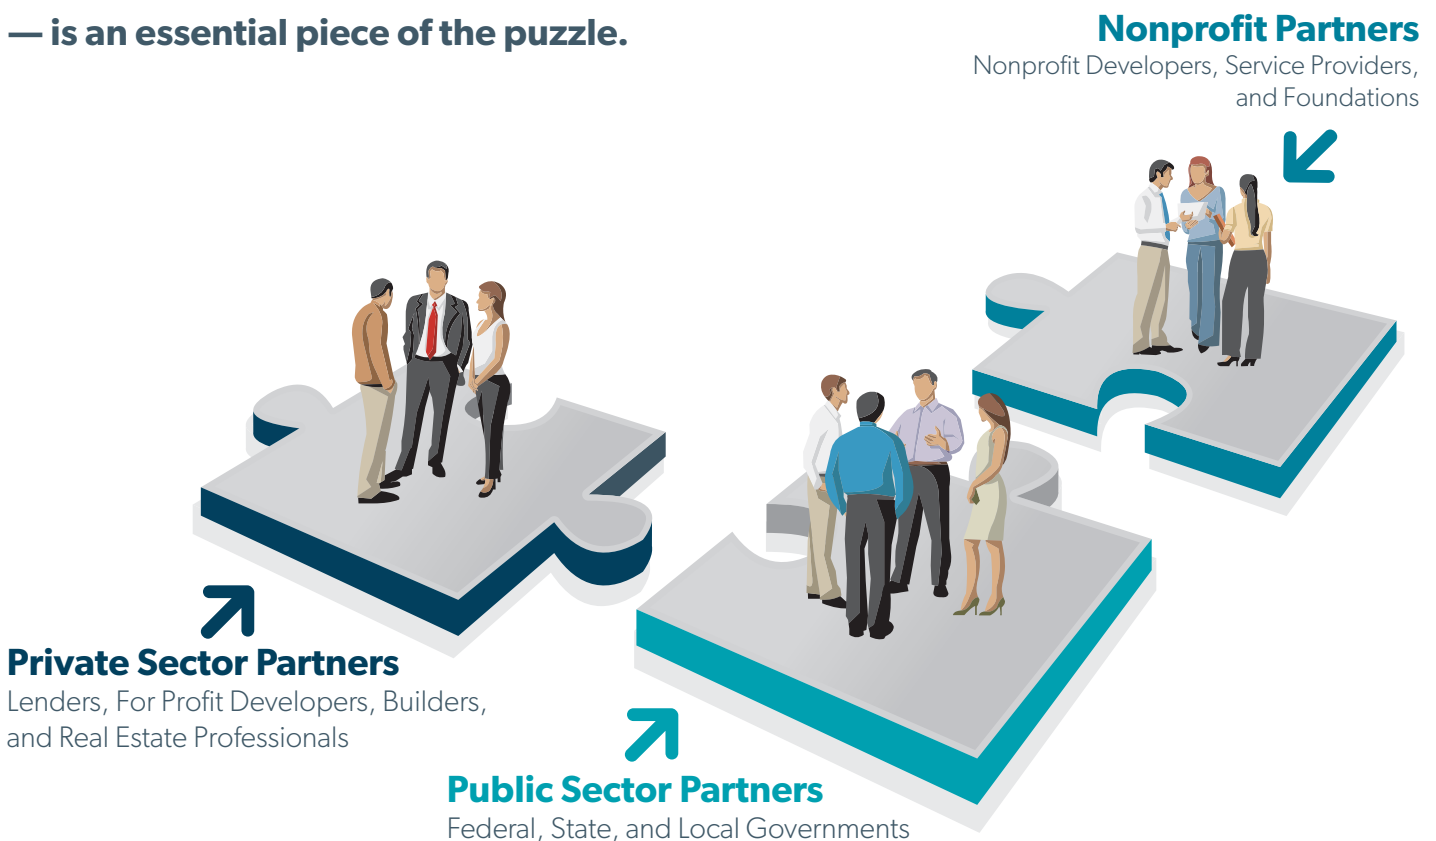 — is an essential piece of the puzzle.
Nonprofit Partners
Nonprofit Developers, Service Providers,
and Foundations
Private Sector Partners
Lenders, For Profit Developers, Builders,
and Real Estate Professionals
Public Sector Partners
Federal, State, and Local Governments